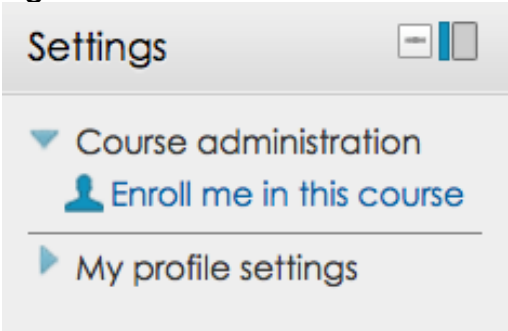 Settings
Course administration
Enroll me in this course
My profile settings